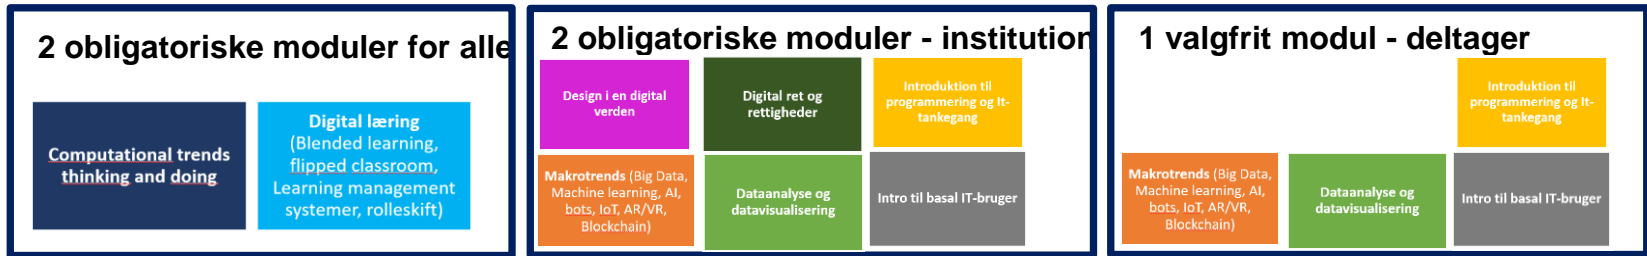 2 obligatoriske moduler for alle
Computational trends
thinking and doing
Digital læring
(Blended learning,
flipped classroom,
Learning management
systemer, rolleskift)
2 obligatoriske moduler - institution
Design i en digital
verden
Digital ret og
rettigheder
Introduktion til
programmering og It-
tankegang
Makrotrends (Big Data,
Machine learning, AI,
bots, IoT, AR/VR,
Blockchain)
Dataanalyse og
datavisualisering
Intro til basal IT-bruger
1 valgfrit modul - deltager
Introduktion til
programmering og It-
tankegang
Makrotrends (Big Data,
Machine learning, AI,
bots, IoT, AR/VR,
Blockchain)
Dataanalyse og
datavisualisering
Intro til basal IT-bruger